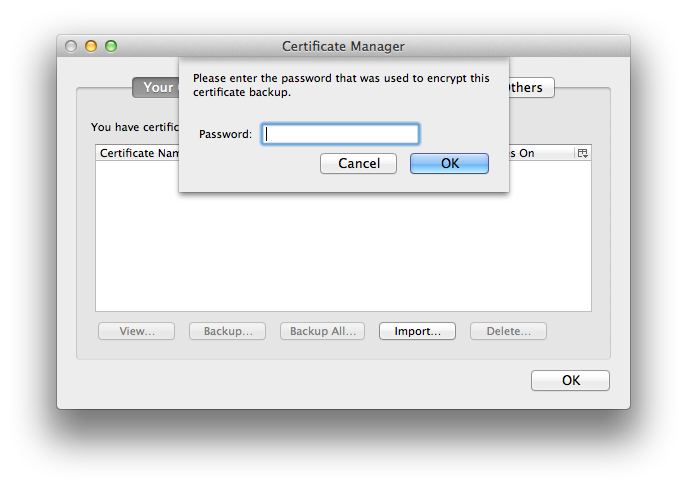 Certificate Manager
Please enter the password that was used to encrypt this
certificate backup.
Your
Others
You have certific
Password:
Certificate Nam
s On
Cancel
OK
View...
Backup...
Backup All...
Import...
Delete...
OK